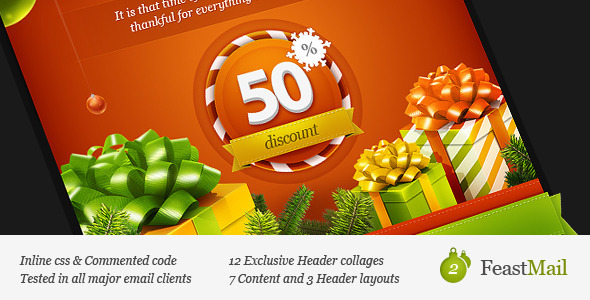 It is that time of
thankful for everything
%
50
discount
Inline css & Commented code
Tested in all major email clients
12 Exclusive Header collages
7 Content and 3 Header layouts
2
FeastMail